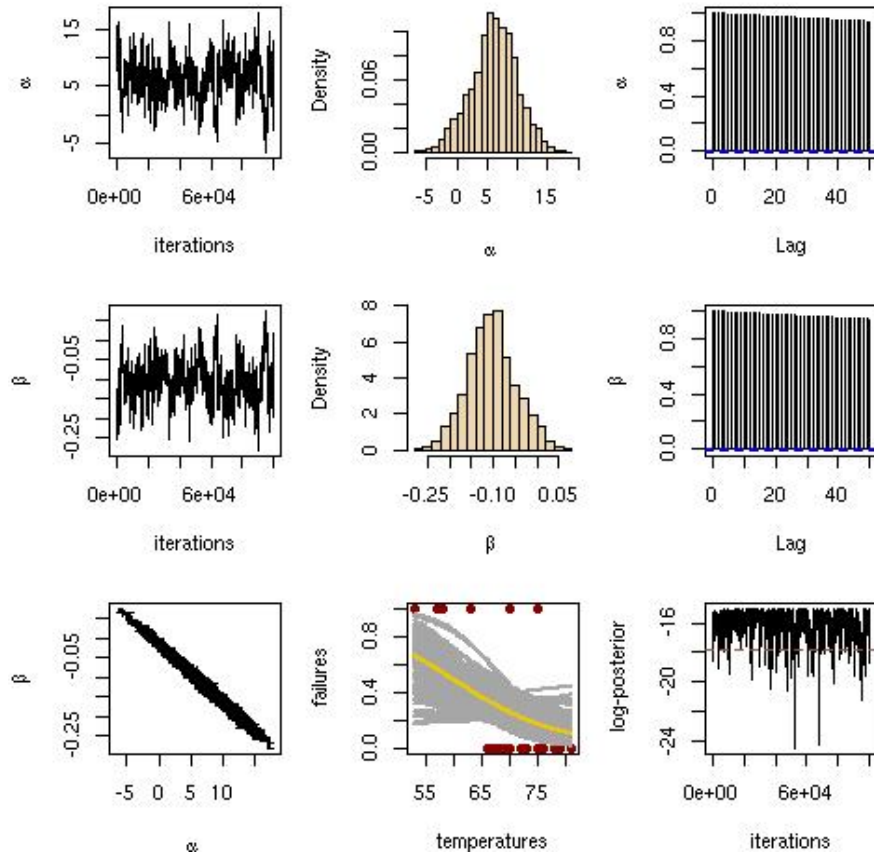 α
15
5
-5
0e+00 6e+04
iterations
Density
0.06
0.00
-5 0 5 15
α
α
0.8
0.4
0.0
0 20 40
Lag
β
-0.05
-0.25
0e+00 6e+04
iterations
Density
8
6
4
2
0
-0.25 -0.10 0.05
β
β
0.8
0.4
0.0
0 20 40
Lag
β
-0.05
-0.25
-5 0 5 10
α
failures
0.8
0.4
0.0
55 65 75
temperatures
log-posterior
-16
-20
-24
0e+00 6e+04
iterations